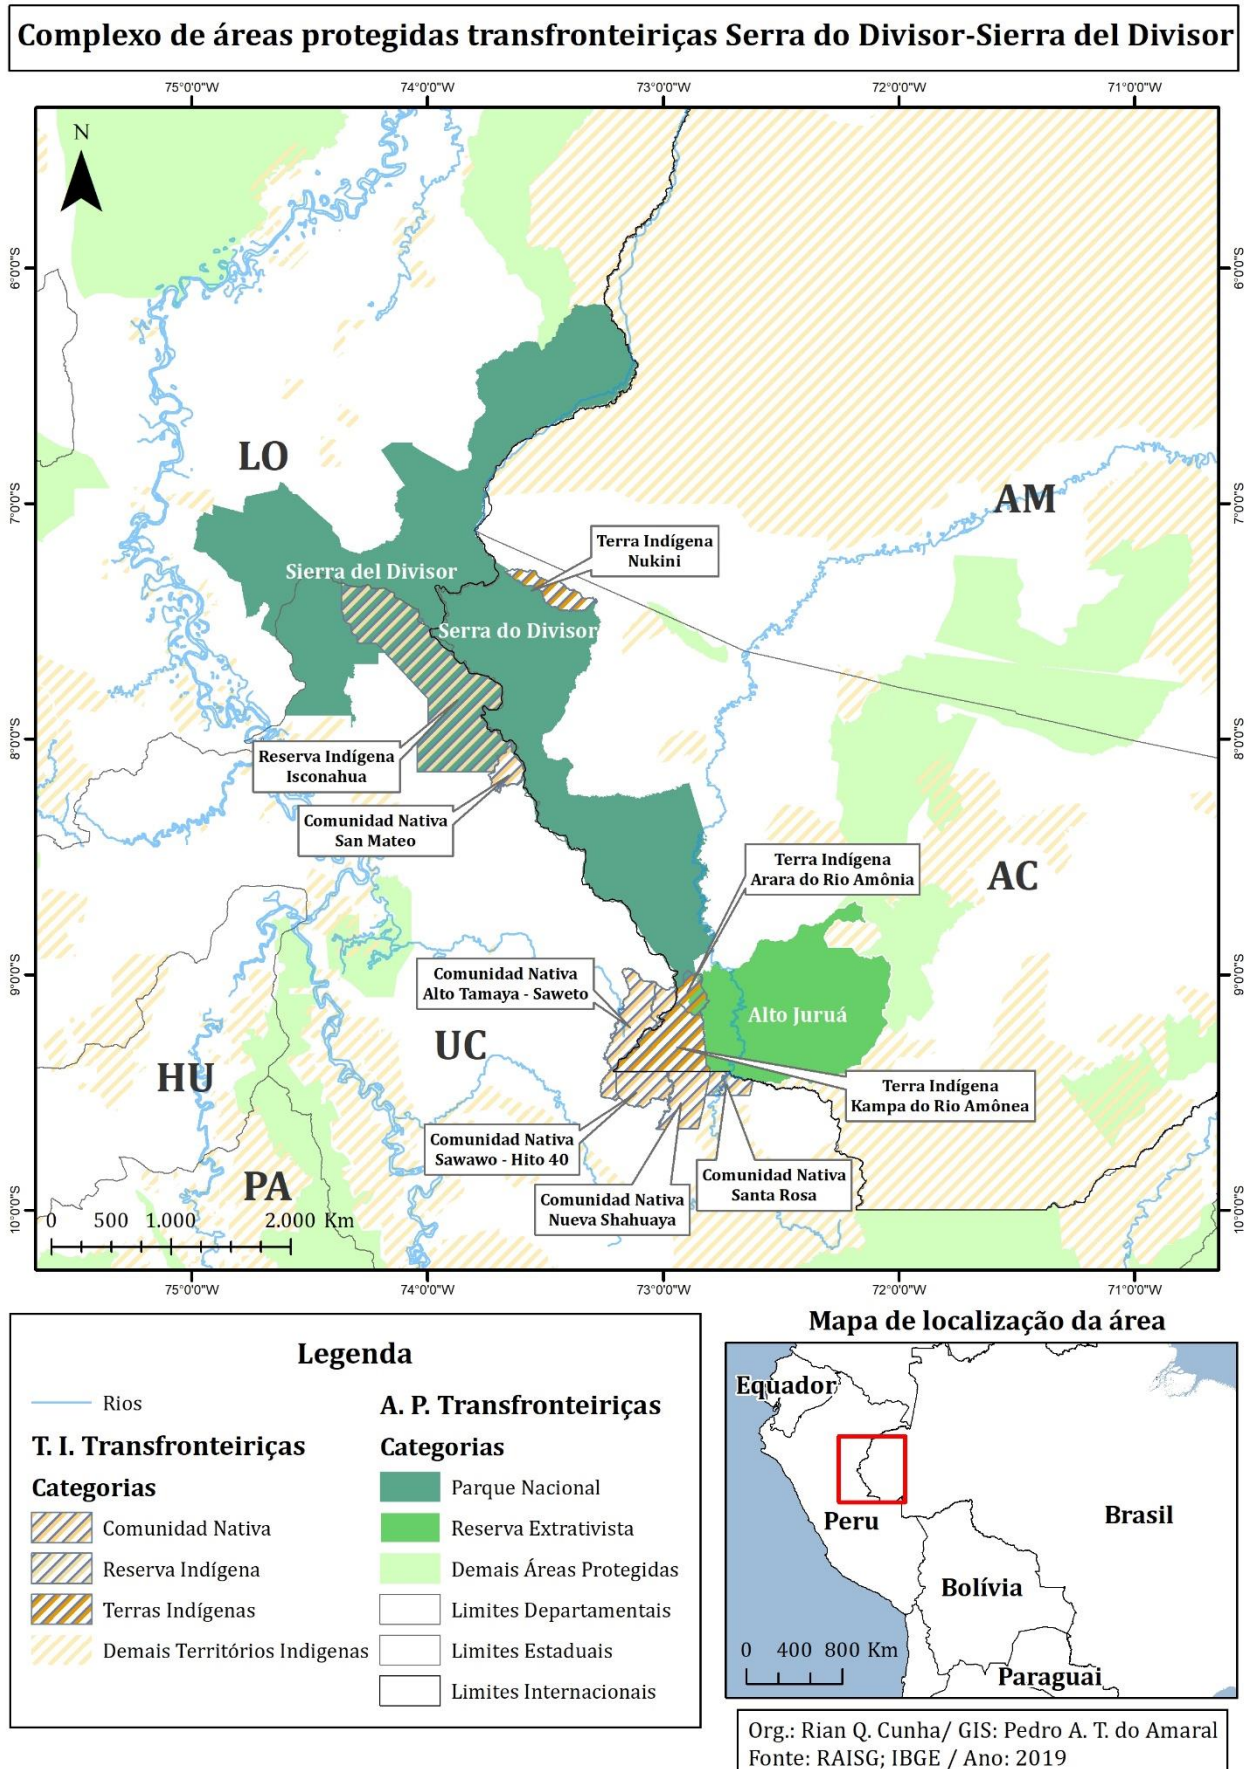 Complexo de áreas protegidas transfronteiriças Serra do Divisor-Sierra del Divisor
75°0'0"W 74°0'0"W 73°0'0"W 72°0'0"W 71°0'0"W
N
6°0'0"S 6°0'0"S
LO
AM
7°0'0"S 7°0'0"S
Terra Indígena
Nukini
Sierra del Divisor
Serra do Divisor
8°0'0"S 8°0'0"S
Reserva Indígena
Isconahua
Comunidad Nativa
San Mateo
Terra Indígena
Arara do Rio Amônia
AC
9°0'0"S 9°0'0"S
Comunidad Nativa
Alto Tamaya - Saweto
Alto Juruá
UC
HU
Terra Indígena
Kampa do Rio Amônea
Comunidad Nativa
Sawawo - Hito 40
Comunidad Nativa
Santa Rosa
PA
Comunidad Nativa
Nueva Shahuaya
10°0'0"S 10°0'0"S
0 500 1.000 2.000 Km
75°0'0"W 74°0'0"W 73°0'0"W 72°0'0"W 71°0'0"W
Legenda
Rios
T. I. Transfronteiriças
Categorias
Comunidad Nativa
Reserva Indígena
Terras Indígenas
Demais Territórios Indigenas
A. P. Transfronteiriças
Categorias
Parque Nacional
Reserva Extrativista
Demais Áreas Protegidas
Limites Departamentais
Limites Estaduais
Limites Internacionais
Mapa de localização da área
Equador
Peru
Brasil
Bolívia
Paraguai
0 400 800 Km
Org.: Rian Q. Cunha/ GIS: Pedro A. T. do Amaral
Fonte: RAISG; IBGE / Ano: 2019